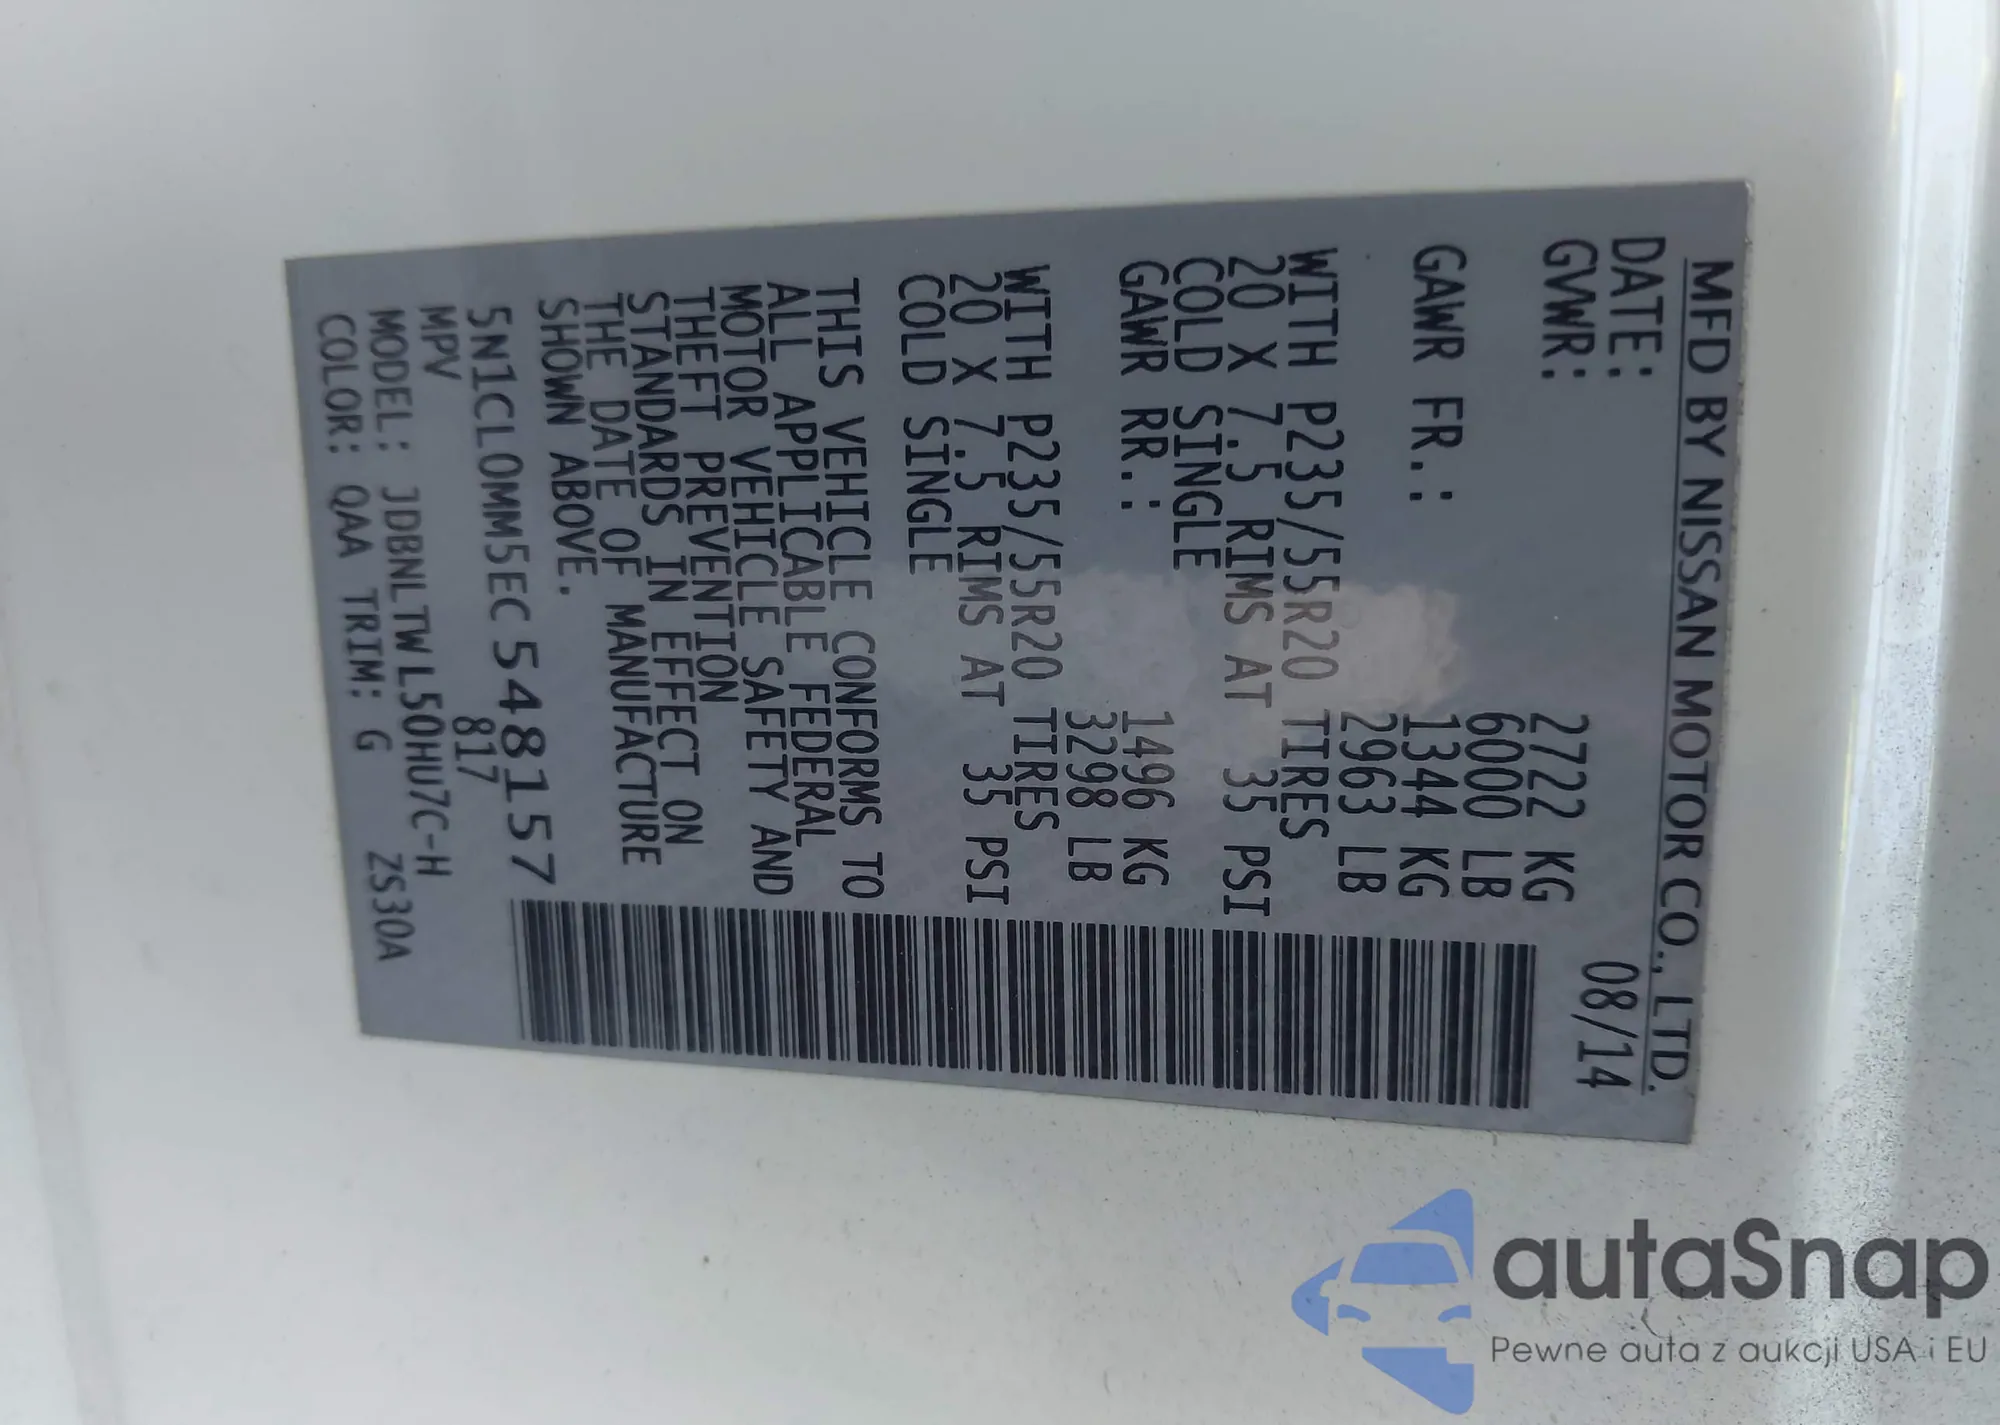 MFD BY NISSAN MOTOR CO., LTD.
DATE: 08/14
GVWR: 2722 KG
6000 LB
GAWR FR.: 1344 KG
2963 LB
WITH P235/55R20 TIRES
20 X 7.5 RIMS AT 35 PSI
COLD SINGLE
GAWR RR.: 1496 KG
3298 LB
WITH P235/55R20 TIRES
20 X 7.5 RIMS AT 35 PSI
COLD SINGLE
THIS VEHICLE CONFORMS TO
ALL APPLICABLE FEDERAL
MOTOR VEHICLE SAFETY AND
THEFT PREVENTION
STANDARDS IN EFFECT ON
THE DATE OF MANUFACTURE
SHOWN ABOVE.
5N1CL0MM5EC548157
MPV 817
MODEL: JDBNLTWL50HU7C-H
COLOR: QAA TRIM: G ZS30A
autaSnap
Pewne auta z aukcji USA i EU